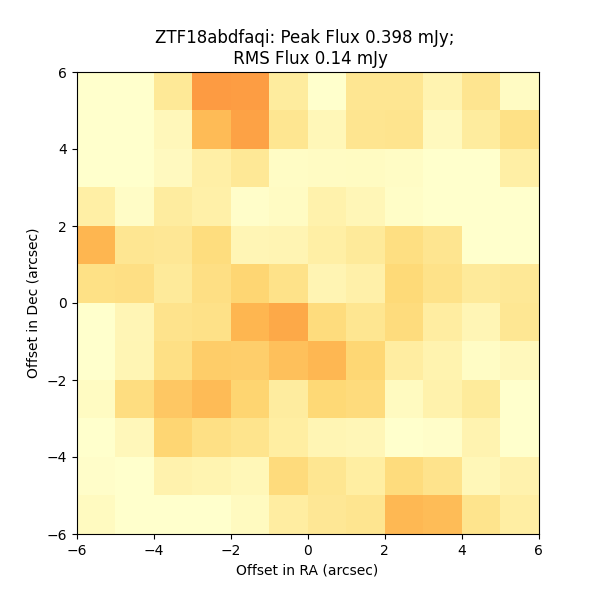 ZTF18abdfaqi: Peak Flux 0.398 mJy;
RMS Flux 0.14 mJy
6
4
2
0
−2
−4
−6
Offset in Dec (arcsec)
−6 −4 −2 0 2 4 6
Offset in RA (arcsec)